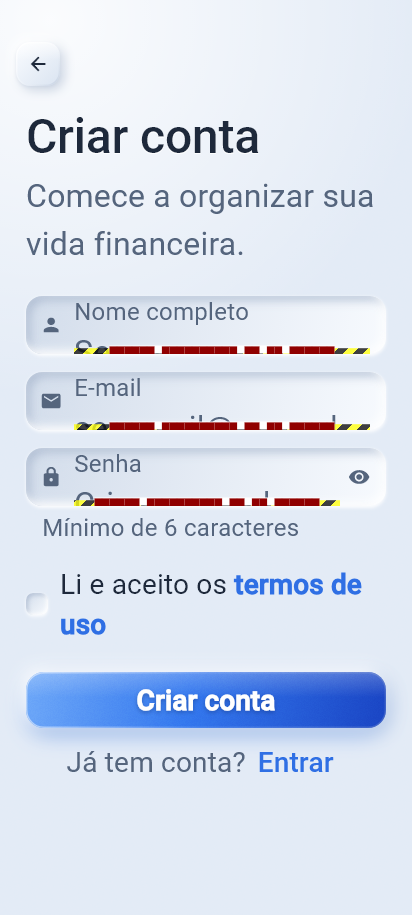 Criar conta
Comece a organizar sua
vida financeira.
Nome completo
E-mail
Senha
Mínimo de 6 caracteres
Li e aceito os termos de
uso
Criar conta
Já tem conta? Entrar